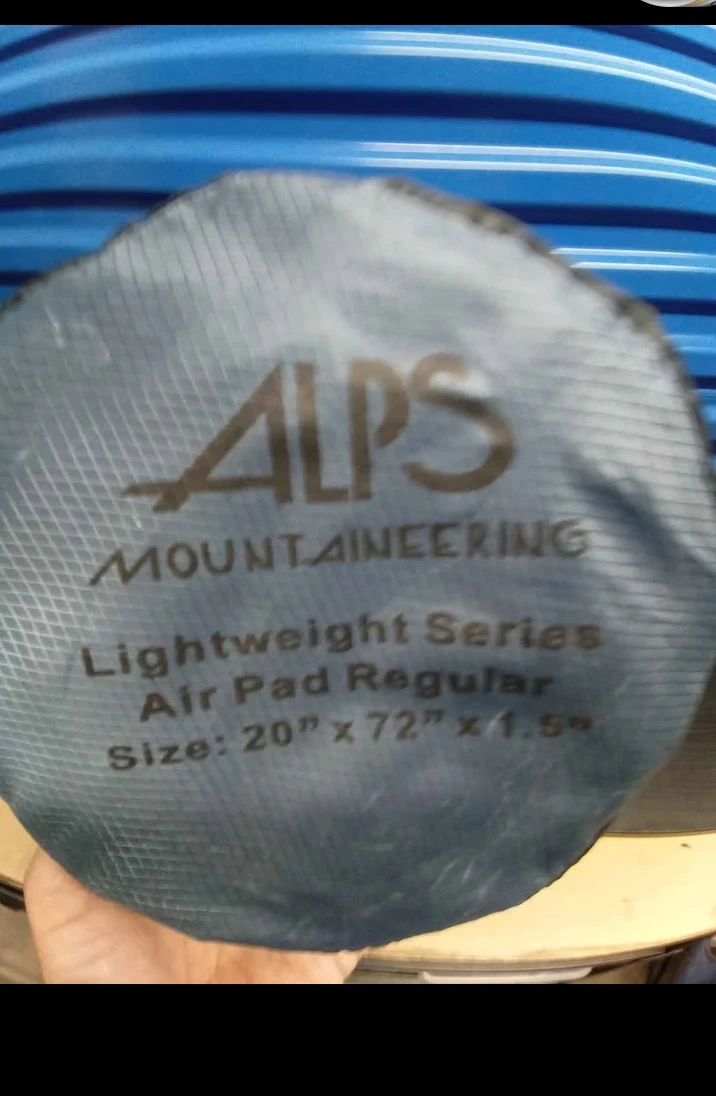 ALPS
MOUNTAINEERING
Lightweight Series
Air Pad Regular
Size: 20” x 72” x 1.5”